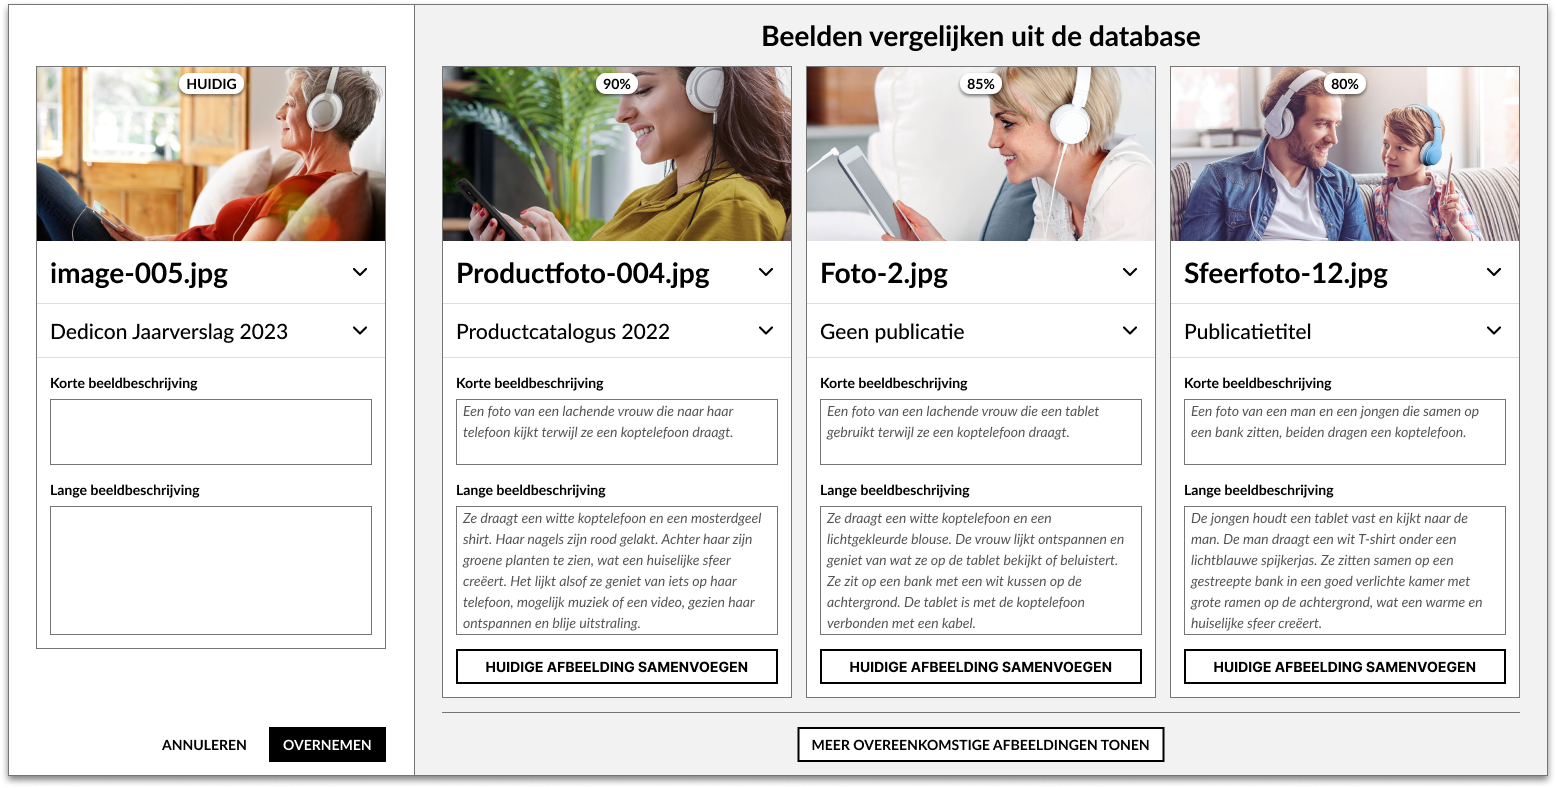 Beelden vergelijken uit de database
HUIDIG
image-005.jpg
Dedicon Jaarverslag 2023
Korte beeldbeschrijving
Lange beeldbeschrijving
ANNULEREN
OVERNEMEN
90%
Productfoto-004.jpg
Productcatalogus 2022
Korte beeldbeschrijving
Een foto van een lachende vrouw die naar haar
telefoon kijkt terwijl ze een koptelefoon draagt.
Lange beeldbeschrijving
Ze draagt een witte koptelefoon en een mosterdgeel
shirt. Haar nagels zijn rood gelakt. Achter haar zijn
groene planten te zien, wat een huiselijke sfeer
creëert. Het lijkt alsof ze geniet van iets op haar
telefoon, mogelijk muziek of een video, gezien haar
ontspannen en blije uitstraling.
HUIDIGE AFBEELDING SAMENVOEGEN
85%
Foto-2.jpg
Geen publicatie
Korte beeldbeschrijving
Een foto van een lachende vrouw die een tablet
gebruikt terwijl ze een koptelefoon draagt.
Lange beeldbeschrijving
Ze draagt een witte koptelefoon en een
lichtgekleurde blouse. De vrouw lijkt ontspannen en
geniet van wat ze op de tablet bekijkt of beluistert.
Ze zit op een bank met een wit kussen op de
achtergrond. De tablet is met de koptelefoon
verbonden met een kabel.
HUIDIGE AFBEELDING SAMENVOEGEN
80%
Sfeerfoto-12.jpg
Publicatietitel
Korte beeldbeschrijving
Een foto van een man en een jongen die samen op
een bank zitten, beiden dragen een koptelefoon.
Lange beeldbeschrijving
De jongen houdt een tablet vast en kijkt naar de
man. De man draagt een wit T-shirt onder een
lichtblauwe spijkerjas. Ze zitten samen op een
gestreepte bank in een goed verlichte kamer met
grote ramen op de achtergrond, wat een warme en
huiselijke sfeer creëert.
HUIDIGE AFBEELDING SAMENVOEGEN
MEER OVEREENKOMSTIGE AFBEELDINGEN TONEN